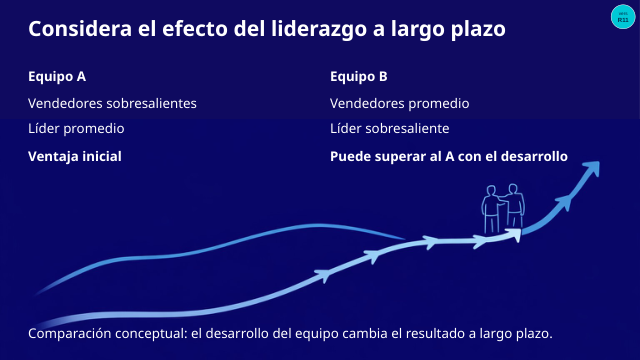 Considera el efecto del liderazgo a largo plazo
R11
Equipo A
Vendedores sobresalientes
Líder promedio
Ventaja inicial
Equipo B
Vendedores promedio
Líder sobresaliente
Puede superar al A con el desarrollo
Comparación conceptual: el desarrollo del equipo cambia el resultado a largo plazo.